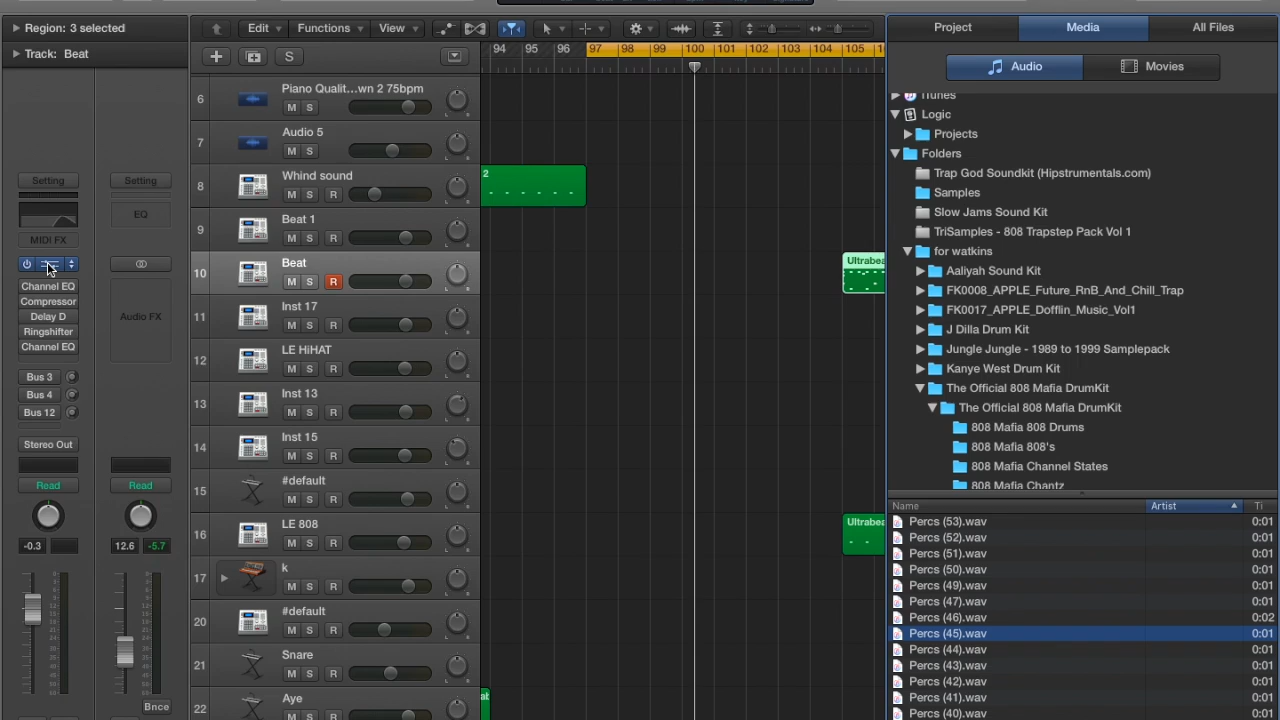 Region: 3 selected
Track: Beat
Setting
Setting
EQ
MIDI FX
Channel EQ
Compressor
Delay D
Ringshifter
Channel EQ
Audio FX
Bus 3
Bus 4
Bus 12
Stereo Out
Read
Read
-0.3
12.6
-5.7
Bnce
Edit
Functions
View
S
94 95 96 97 98 99 100 101 102 103 104 105
6 Piano Qualit...wn 2 75bpm
M S
7 Audio 5
M S
8 Whind sound
M S R
2
9 Beat 1
M S R
10 Beat
M S R
Ultrabea
11 Inst 17
M S R
12 LE HiHAT
M S R
13 Inst 13
M S R
14 Inst 15
M S R
15 #default
M S R
16 LE 808
M S R
Ultrabea
17 k
M S R
20 #default
M S R
21 Snare
M S R
22 Aye
M S R
Project
Media
All Files
Audio
Movies
iTunes
Logic
Projects
Folders
Trap God Soundkit (Hipstrumentals.com)
Samples
Slow Jams Sound Kit
TriSamples - 808 Trapstep Pack Vol 1
for watkins
Aaliyah Sound Kit
FK0008_APPLE_Future_RnB_And_Chill_Trap
FK0017_APPLE_Dofflin_Music_Vol1
J Dilla Drum Kit
Jungle Jungle - 1989 to 1999 Samplepack
Kanye West Drum Kit
The Official 808 Mafia DrumKit
The Official 808 Mafia DrumKit
808 Mafia 808 Drums
808 Mafia 808's
808 Mafia Channel States
808 Mafia Chantz
Name Artist Ti
Percs (53).wav 0:01
Percs (52).wav 0:01
Percs (51).wav 0:01
Percs (50).wav 0:01
Percs (49).wav 0:01
Percs (47).wav 0:01
Percs (46).wav 0:02
Percs (45).wav 0:01
Percs (44).wav 0:01
Percs (43).wav 0:01
Percs (42).wav 0:01
Percs (41).wav 0:01
Percs (40).wav 0:01